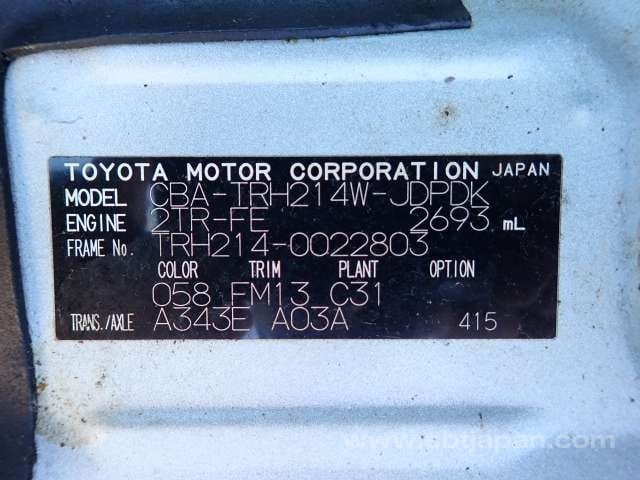 TOYOTA MOTOR CORPORATION JAPAN
MODEL CBA-TRH214W-JDPDK
ENGINE 2TR-FE 2693 mL
FRAME No. TRH214-0022803
COLOR TRIM PLANT OPTION
058 FM13 C31
TRANS./AXLE A343E A03A 415
www.sbtjapan.com